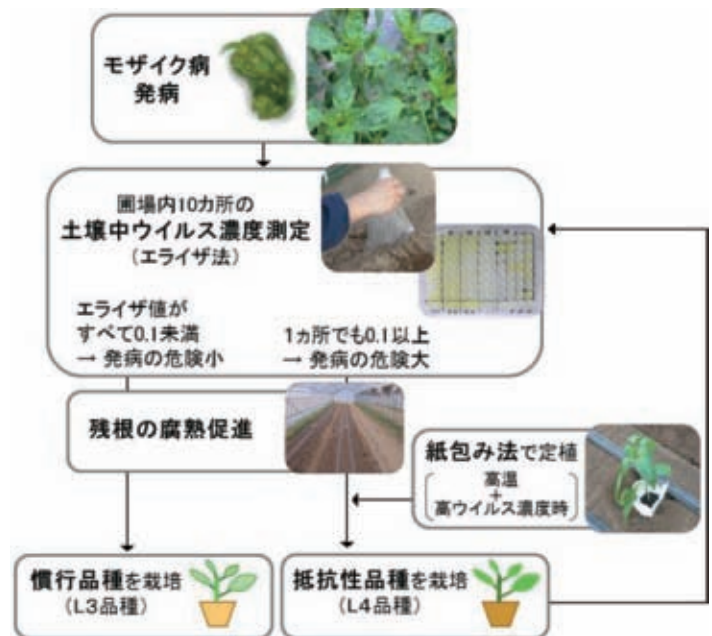 モザイク病
発病
圃場内10カ所の
土壌中ウイルス濃度測定
(エライザ法)
エライザ値が
すべて0.1未満
→ 発病の危険小
1ヵ所でも0.1以上
→ 発病の危険大
残根の腐熟促進
紙包み法で定植
高温
+
高ウイルス濃度時
慣行品種を栽培
(L3品種)
抵抗性品種を栽培
(L4品種)